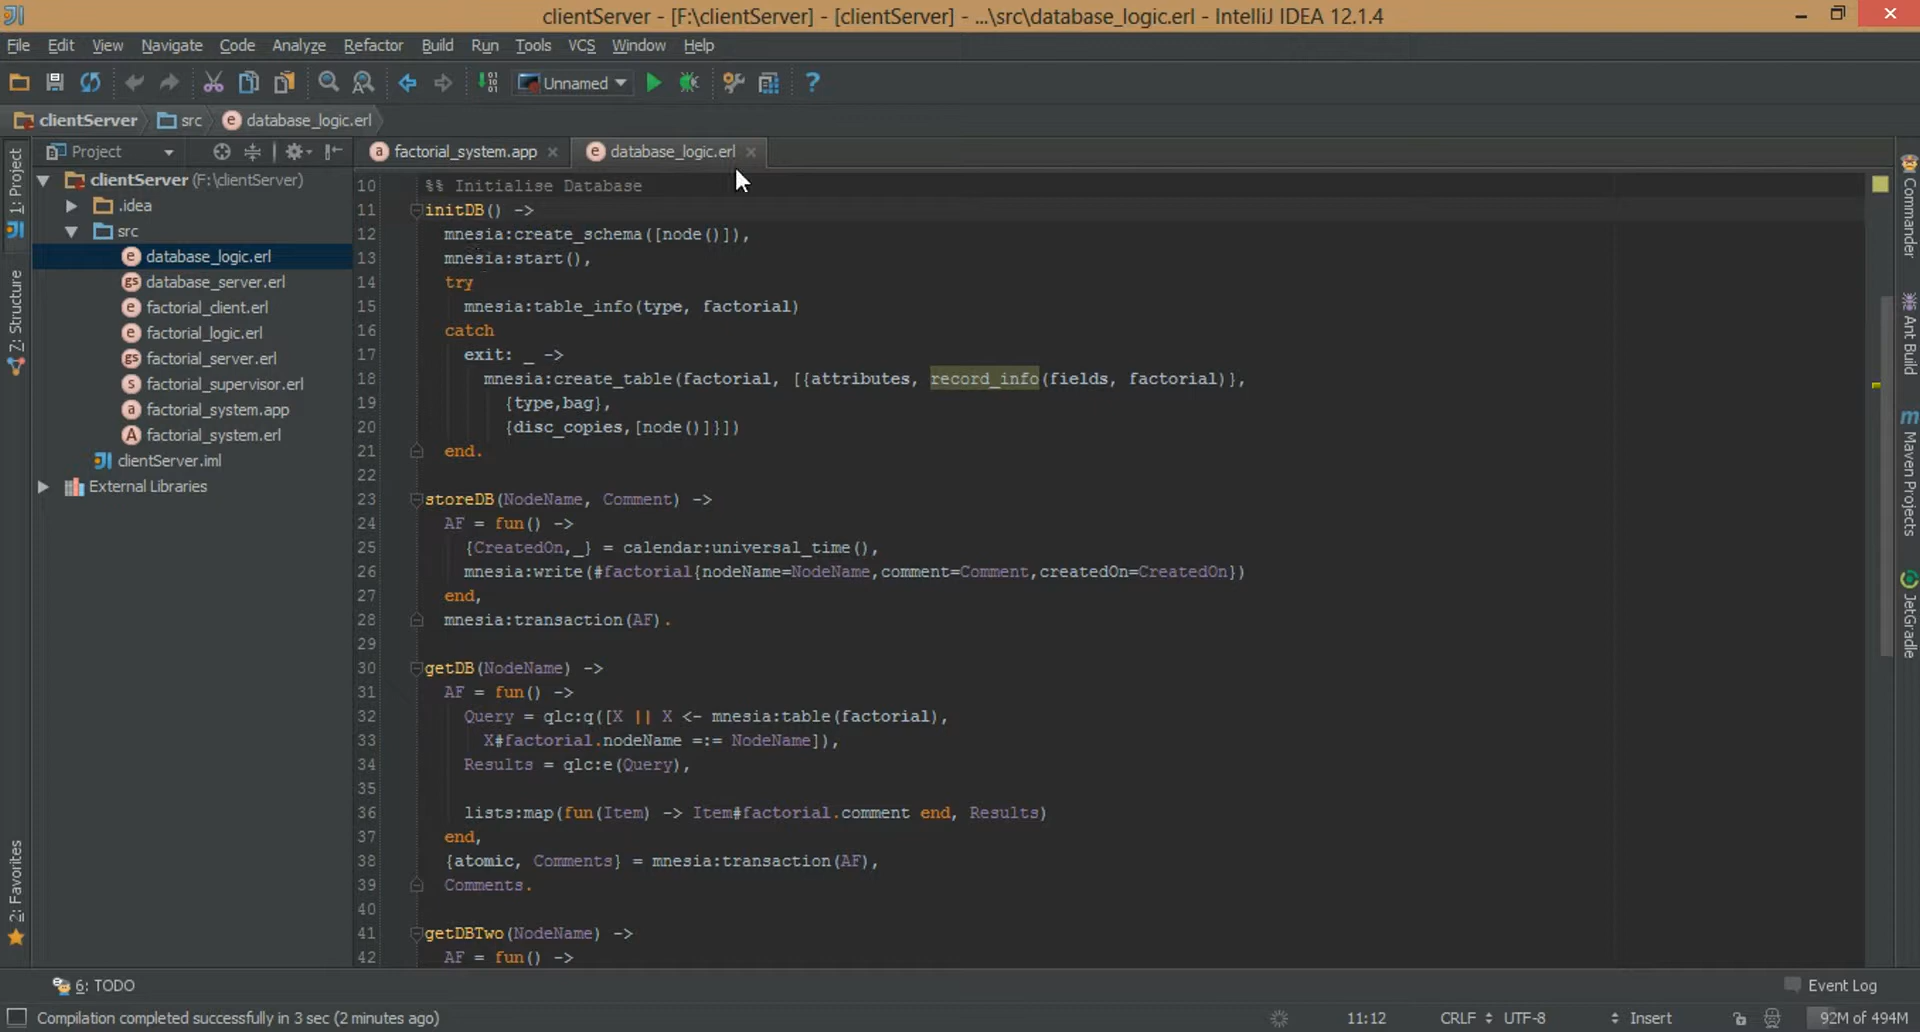 clientServer - [F:\clientServer] - [clientServer] - ...\src\database_logic.erl - IntelliJ IDEA 12.1.4
File Edit View Navigate Code Analyze Refactor Build Run Tools VCS Window Help
Unnamed
clientServer src database_logic.erl
Project
factorial_system.app database_logic.erl
1: Project
7: Structure
2: Favorites
clientServer (F:\clientServer)
.idea
src
database_logic.erl
database_server.erl
factorial_client.erl
factorial_logic.erl
factorial_server.erl
factorial_supervisor.erl
factorial_system.app
factorial_system.erl
clientServer.iml
External Libraries
10 %% Initialise Database
11 initDB() ->
12 mnesia:create_schema([node()]),
13 mnesia:start(),
14 try
15 mnesia:table_info(type, factorial)
16 catch
17 exit: _ ->
18 mnesia:create_table(factorial, [{attributes, record_info(fields, factorial)},
19 {type,bag},
20 {disc_copies,[node()]}])
21 end.
22
23 storeDB(NodeName, Comment) ->
24 AF = fun() ->
25 {CreatedOn,_} = calendar:universal_time(),
26 mnesia:write(#factorial{nodeName=NodeName,comment=Comment,createdOn=CreatedOn})
27 end,
28 mnesia:transaction(AF).
29
30 getDB(NodeName) ->
31 AF = fun() ->
32 Query = qlc:q([X || X <- mnesia:table(factorial),
33 X#factorial.nodeName =:= NodeName]),
34 Results = qlc:e(Query),
35
36 lists:map(fun(Item) -> Item#factorial.comment end, Results)
37 end,
38 {atomic, Comments} = mnesia:transaction(AF),
39 Comments.
40
41 getDBTwo(NodeName) ->
42 AF = fun() ->
Commander
Ant Build
Maven Projects
JetGradle
6: TODO
Event Log
Compilation completed successfully in 3 sec (2 minutes ago)
11:12 CRLF UTF-8 Insert 92M of 494M